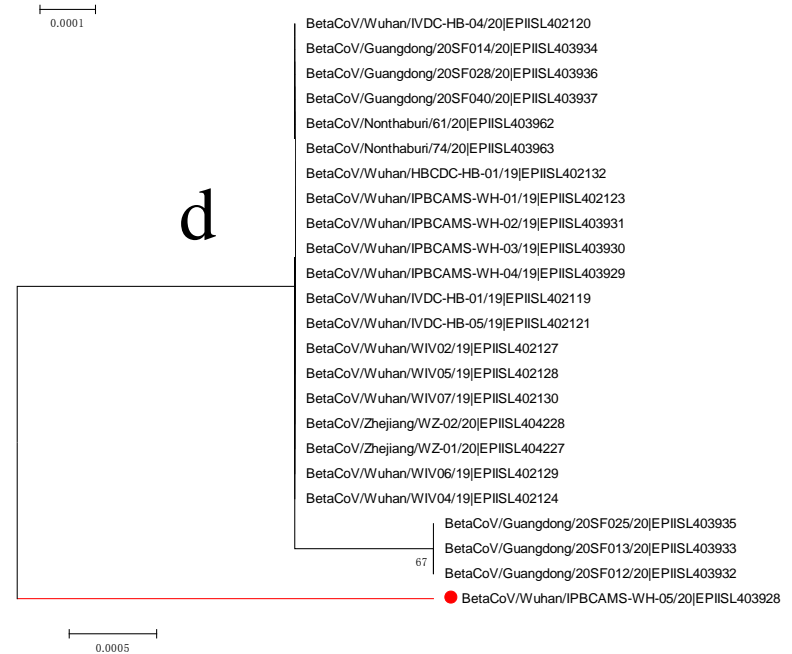 0.0001
BetaCoV/Wuhan/IVDC-HB-04/20|EPIISL402120
BetaCoV/Guangdong/20SF014/20|EPIISL403934
BetaCoV/Guangdong/20SF028/20|EPIISL403936
BetaCoV/Guangdong/20SF040/20|EPIISL403937
BetaCoV/Nonthaburi/61/20|EPIISL403962
BetaCoV/Nonthaburi/74/20|EPIISL403963
BetaCoV/Wuhan/HBCDC-HB-01/19|EPIISL402132
BetaCoV/Wuhan/IPBCAMS-WH-01/19|EPIISL402123
d
BetaCoV/Wuhan/IPBCAMS-WH-02/19|EPIISL403931
BetaCoV/Wuhan/IPBCAMS-WH-03/19|EPIISL403930
BetaCoV/Wuhan/IPBCAMS-WH-04/19|EPIISL403929
BetaCoV/Wuhan/IVDC-HB-01/19|EPIISL402119
BetaCoV/Wuhan/IVDC-HB-05/19|EPIISL402121
BetaCoV/Wuhan/WIV02/19|EPIISL402127
BetaCoV/Wuhan/WIV05/19|EPIISL402128
BetaCoV/Wuhan/WIV07/19|EPIISL402130
BetaCoV/Zhejiang/WZ-02/20|EPIISL404228
BetaCoV/Zhejiang/WZ-01/20|EPIISL404227
BetaCoV/Wuhan/WIV06/19|EPIISL402129
BetaCoV/Wuhan/WIV04/19|EPIISL402124
BetaCoV/Guangdong/20SF025/20|EPIISL403935
BetaCoV/Guangdong/20SF013/20|EPIISL403933
67
BetaCoV/Guangdong/20SF012/20|EPIISL403932
BetaCoV/Wuhan/IPBCAMS-WH-05/20|EPIISL403928
0.0005